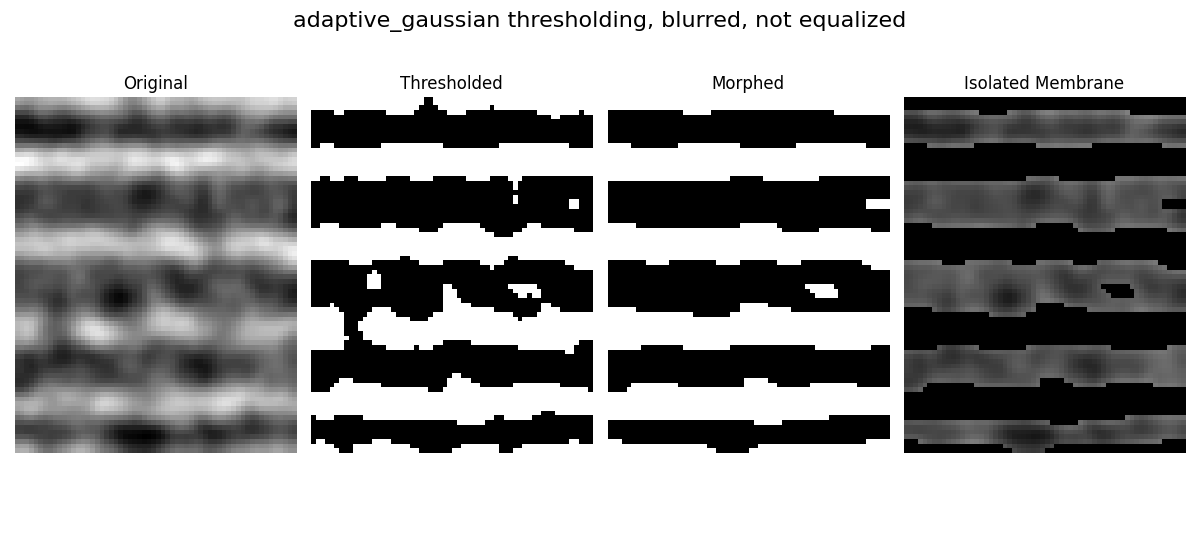 adaptive_gaussian thresholding, blurred, not equalized
Original
Thresholded
Morphed
Isolated Membrane